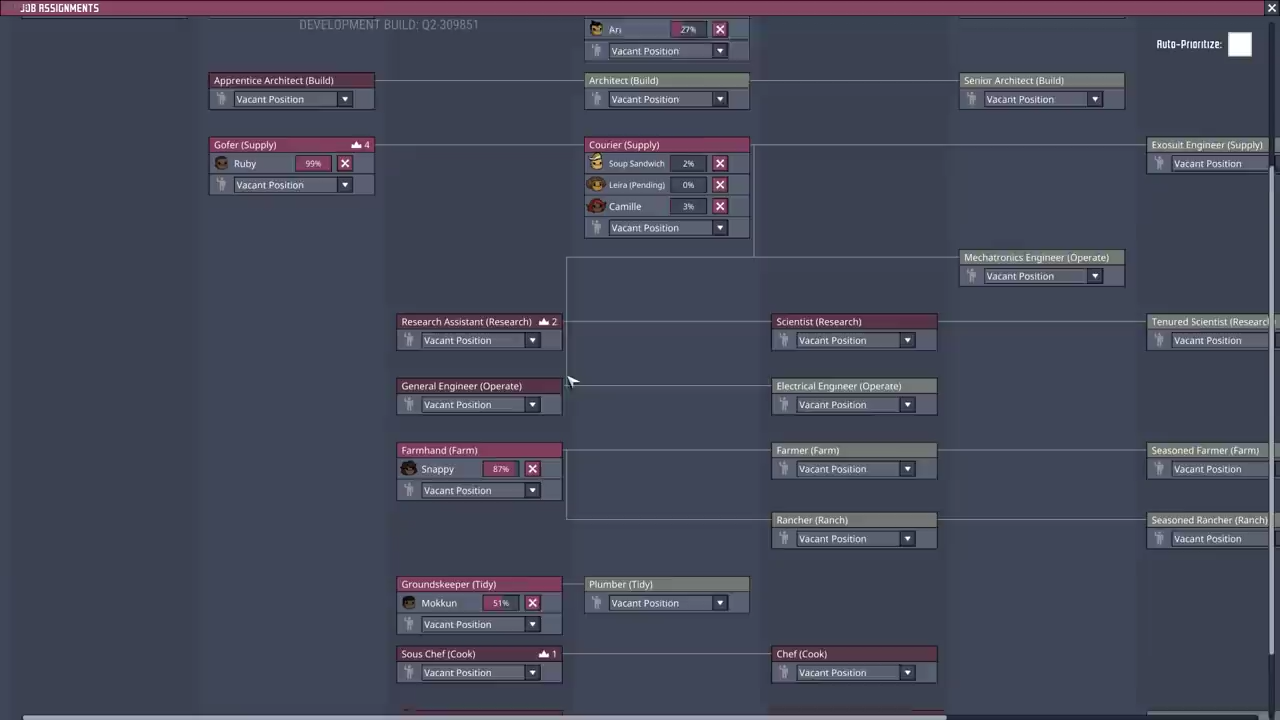 JOB ASSIGNMENTS
DEVELOPMENT BUILD: Q2-309851
Ari 27%
Auto-Prioritize:
Vacant Position
Apprentice Architect (Build) Architect (Build) Senior Architect (Build)
Vacant Position Vacant Position Vacant Position
Gofer (Supply) 4 Courier (Supply) Exosuit Engineer (Supply)
Ruby 99% Soup Sandwich 2% Vacant Position
Vacant Position Leira (Pending) 0%
Camille 3%
Vacant Position
Mechatronics Engineer (Operate)
Vacant Position
Research Assistant (Research) 2 Scientist (Research) Tenured Scientist (Researc
Vacant Position Vacant Position Vacant Position
General Engineer (Operate) Electrical Engineer (Operate)
Vacant Position Vacant Position
Farmhand (Farm) Farmer (Farm) Seasoned Farmer (Farm)
Snappy 87% Vacant Position Vacant Position
Vacant Position
Rancher (Ranch) Seasoned Rancher (Ranch)
Vacant Position Vacant Position
Groundskeeper (Tidy) Plumber (Tidy)
Mokkun 51% Vacant Position
Vacant Position
Sous Chef (Cook) 1 Chef (Cook)
Vacant Position Vacant Position